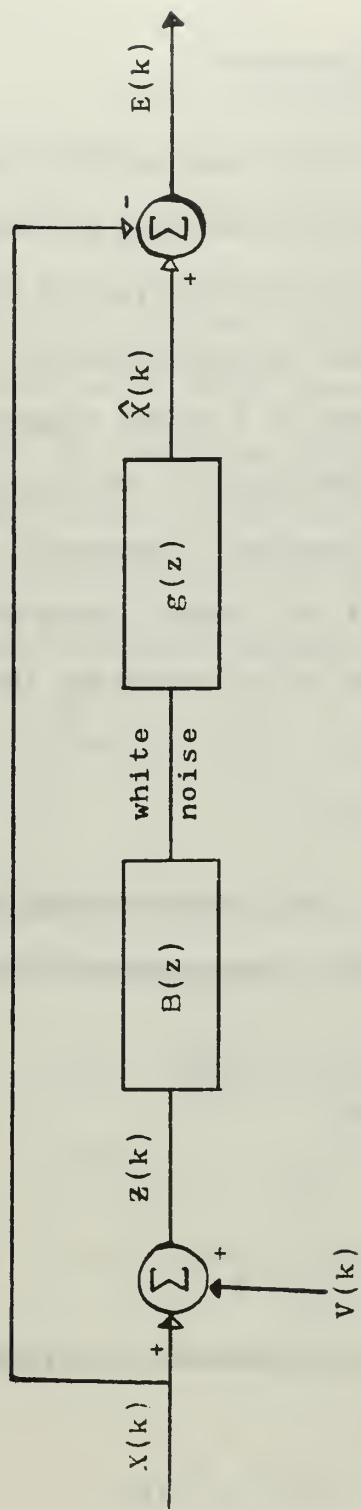 X(k)
+
Σ
+
V(k)
z(k)
B(z)
white
noise
g(z)
X̂(k)
+
Σ
-
E(k)